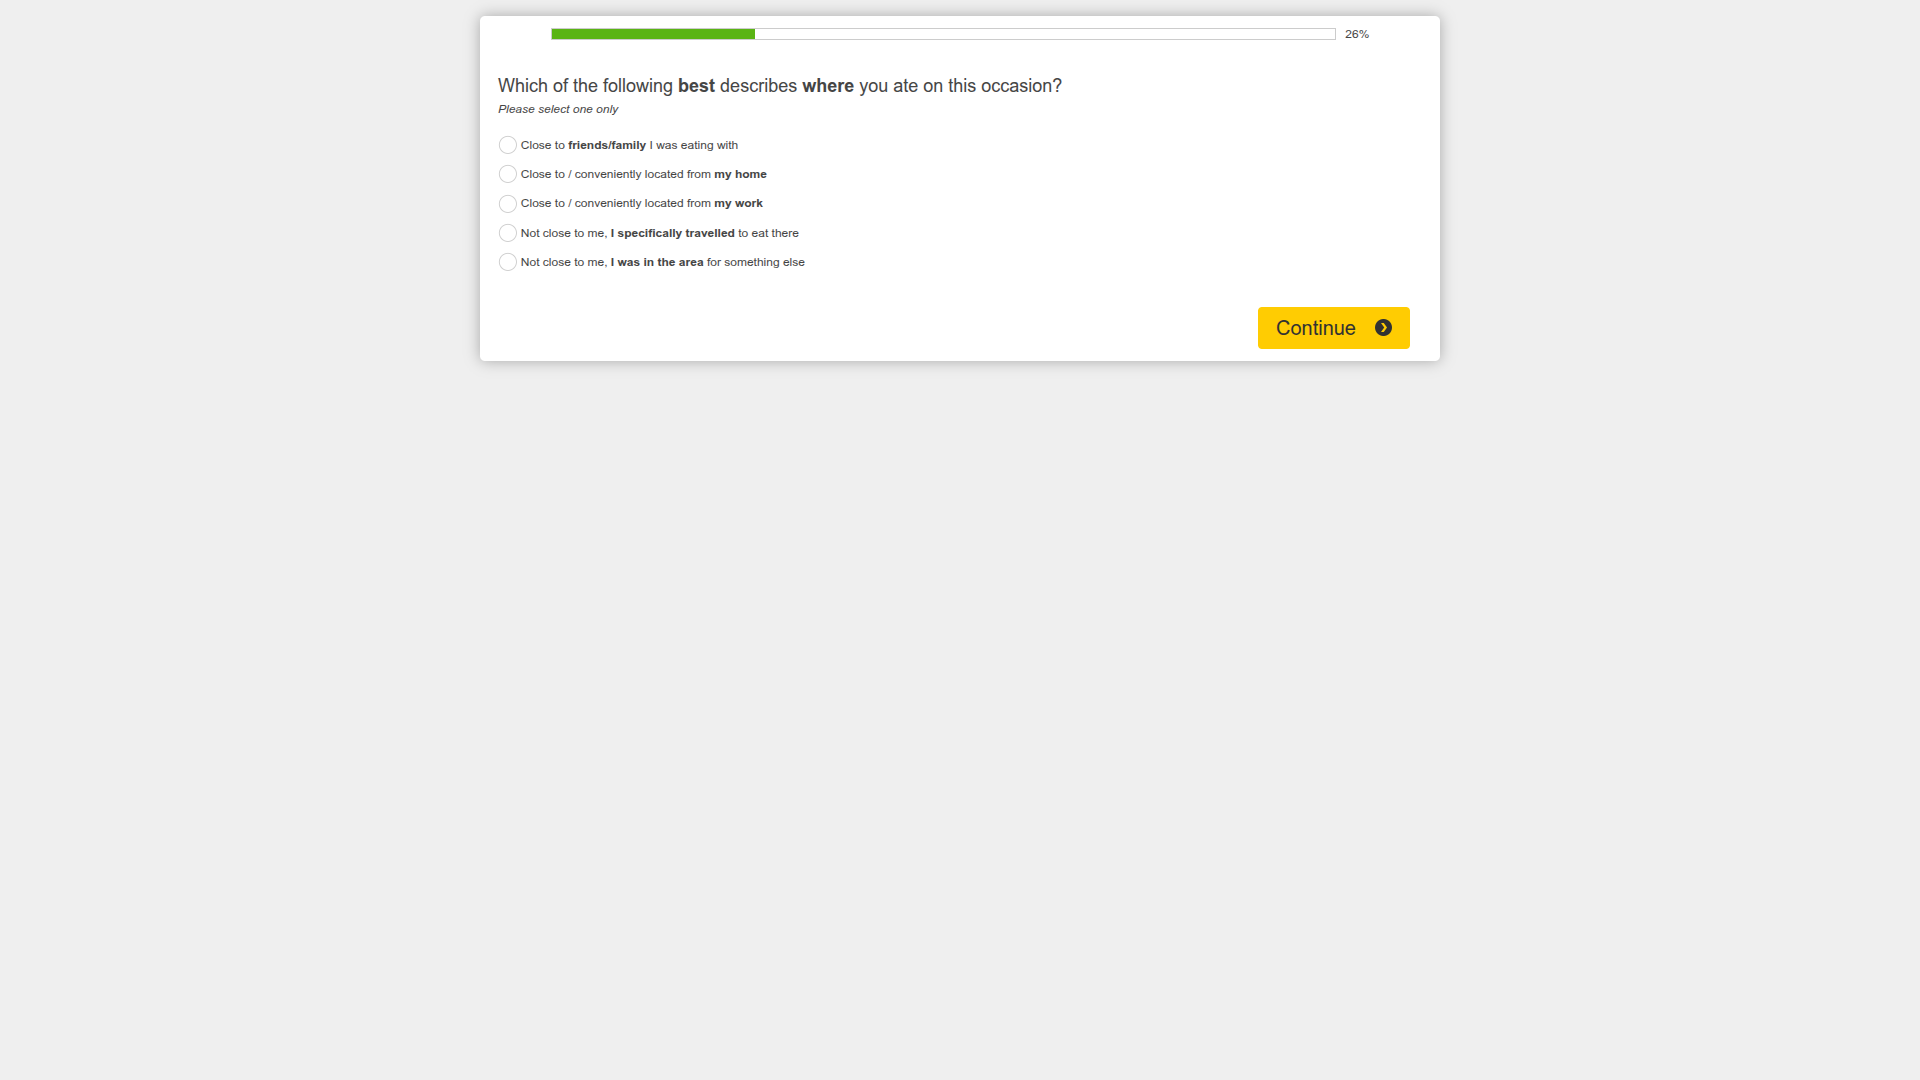 26%
Which of the following best describes where you ate on this occasion?
Please select one only
Close to friends/family I was eating with
Close to / conveniently located from my home
Close to / conveniently located from my work
Not close to me, I specifically travelled to eat there
Not close to me, I was in the area for something else
Continue